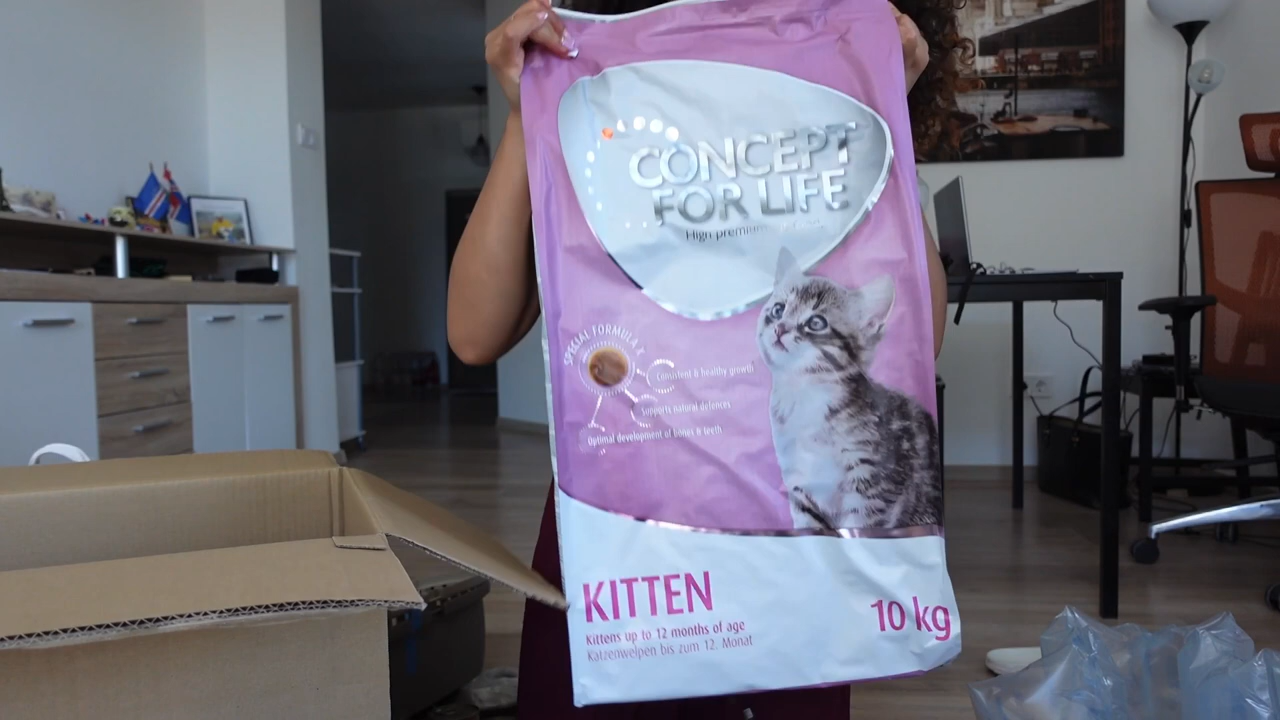 CONCEPT
FOR LIFE
High premium
SPECIAL FORMULA
Consistent & healthy growth
Supports natural defences
Optimal development of bones & teeth
KITTEN
10 kg
Kittens up to 12 months of age
Katzenwelpen bis zum 12. Monat